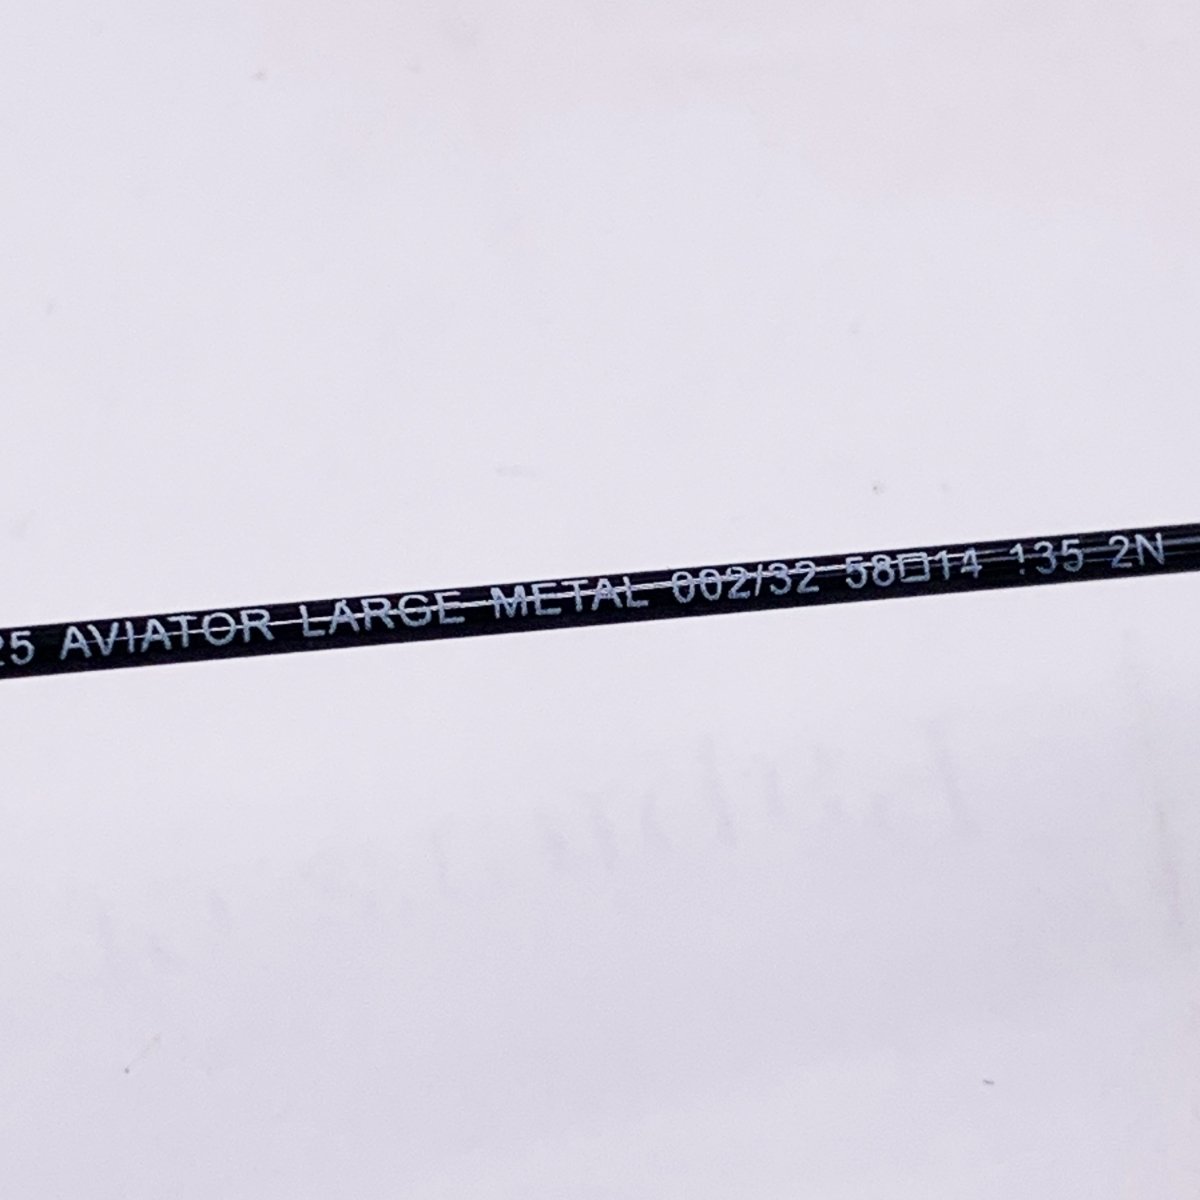 25 AVIATOR LARGE METAL 002/32 58□14 135 2N